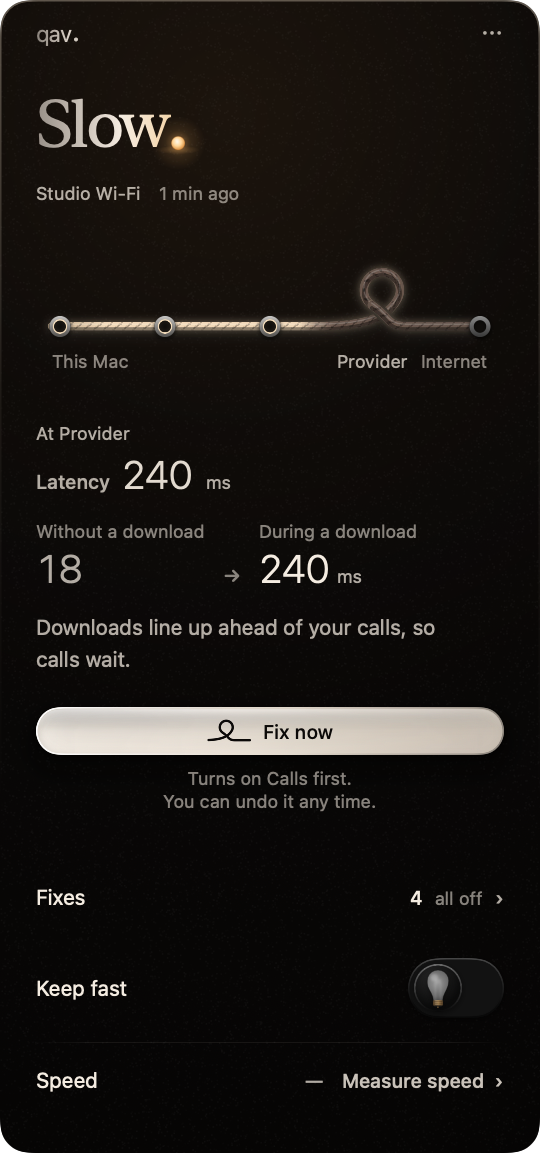 qav.
Slow.
Studio Wi-Fi 1 min ago
This Mac Provider Internet
At Provider
Latency 240 ms
Without a download During a download
18 → 240 ms
Downloads line up ahead of your calls, so
calls wait.
Fix now
Turns on Calls first.
You can undo it any time.
Fixes 4 all off ›
Keep fast
Speed — Measure speed ›